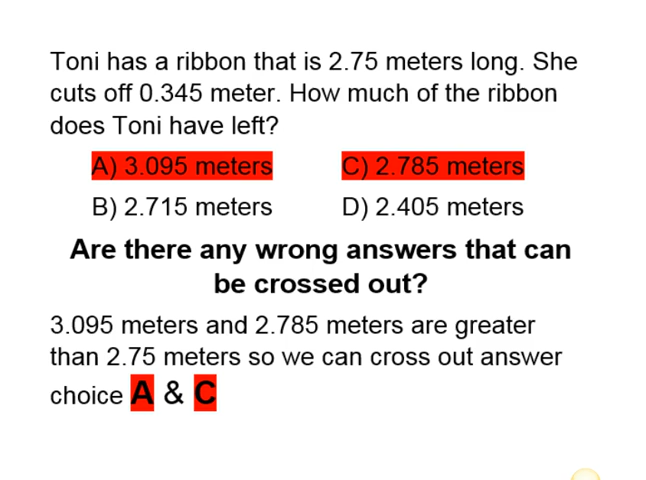 Toni has a ribbon that is 2.75 meters long. She
cuts off 0.345 meter. How much of the ribbon
does Toni have left?
A) 3.095 meters C) 2.785 meters
B) 2.715 meters D) 2.405 meters
Are there any wrong answers that can
be crossed out?
3.095 meters and 2.785 meters are greater
than 2.75 meters so we can cross out answer
choice A & C